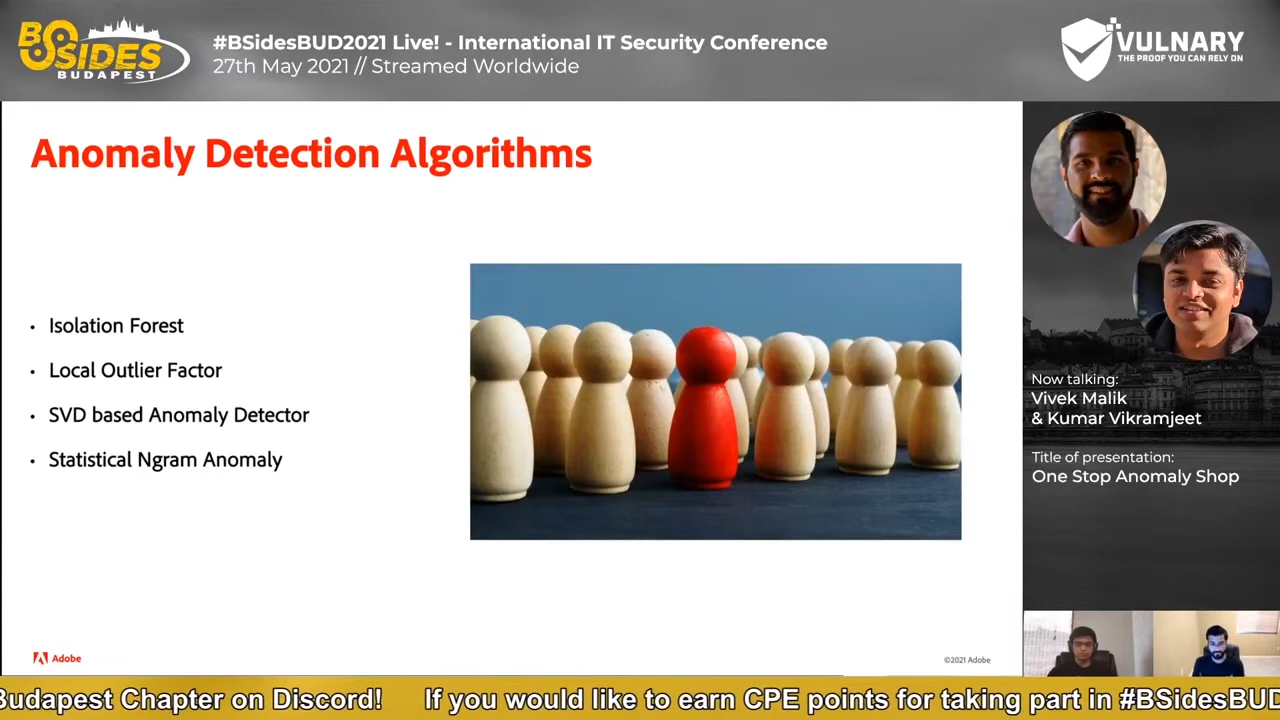 BSIDES
BUDAPEST
#BSidesBUD2021 Live! - International IT Security Conference
27th May 2021 // Streamed Worldwide
VULNARY
THE PROOF YOU CAN RELY ON
Anomaly Detection Algorithms
• Isolation Forest
• Local Outlier Factor
• SVD based Anomaly Detector
• Statistical Ngram Anomaly
Now talking:
Vivek Malik
& Kumar Vikramjeet
Title of presentation:
One Stop Anomaly Shop
Adobe
©2021 Adobe
Budapest Chapter on Discord! If you would like to earn CPE points for taking part in #BSidesBUD